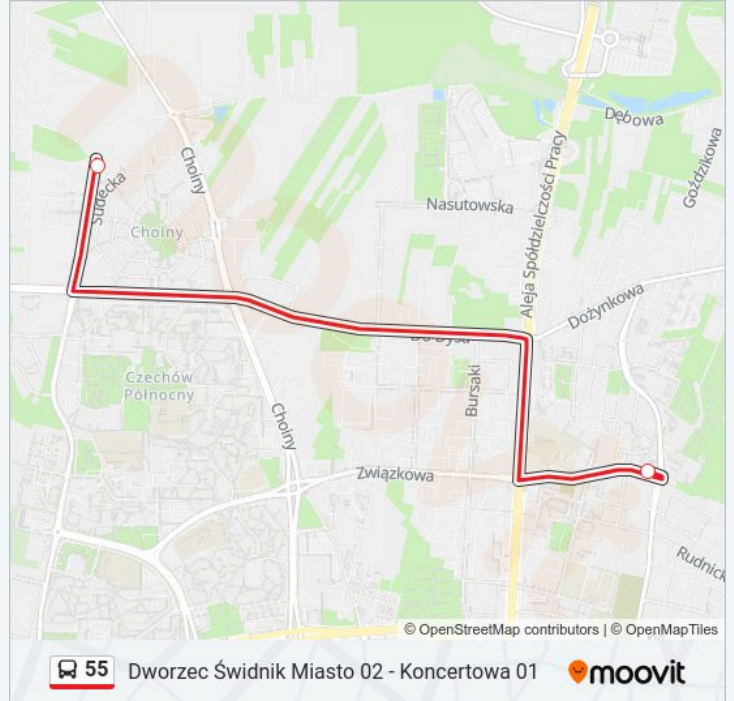 Dębowa
Goździkowa
Choiny
Aleja Spółdzielczości Pracy
Sudecka
Nasutowska
Choiny
Dożynkowa
Czechów
Północny
Bursaki
Choiny
Związkowa
© OpenStreetMap contributors | © OpenMapTiles
55 Dworzec Świdnik Miasto 02 - Koncertowa 01 moovit